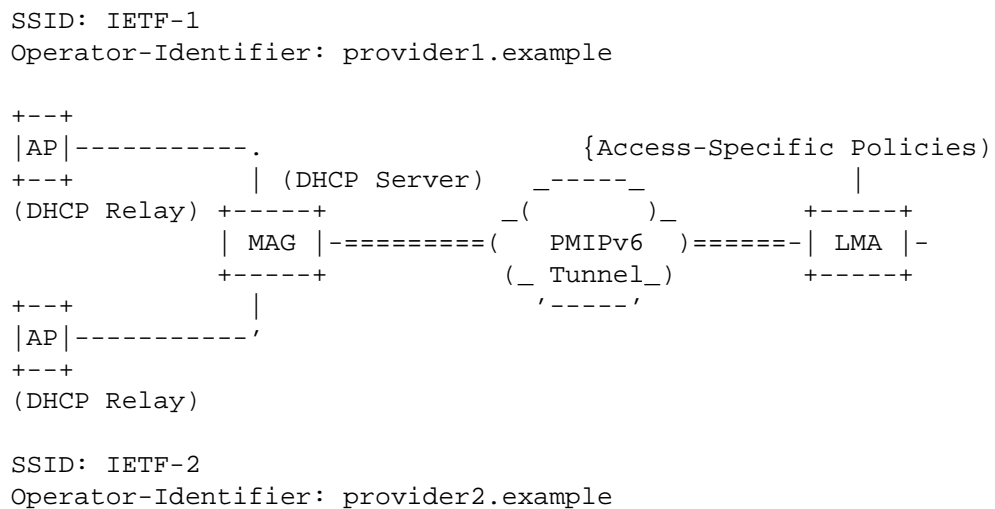 SSID: IETF-1
Operator-Identifier: provider1.example

+--+
|AP|-----------.                    {Access-Specific Policies)
+--+           | (DHCP Server)   _-----_             |
(DHCP Relay) +-----+           _(       )_         +-----+
             | MAG |-=========(   PMIPv6  )======-| LMA |-
             +-----+           (_ Tunnel_)         +-----+
+--+           |                 '-----'
|AP|-----------'
+--+
(DHCP Relay)

SSID: IETF-2
Operator-Identifier: provider2.example